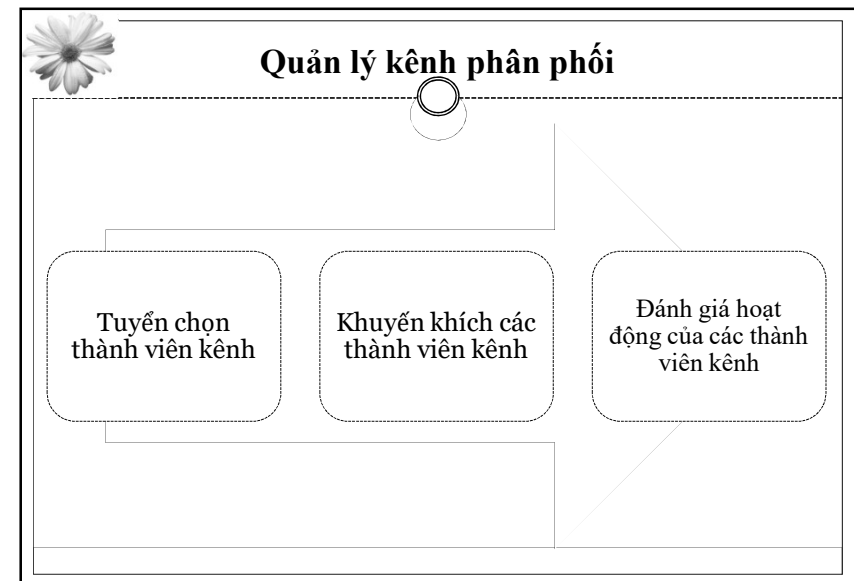 Quản lý kênh phân phối
Tuyển chọn
thành viên kênh
Khuyến khích các
thành viên kênh
Đánh giá hoạt
động của các thành
viên kênh